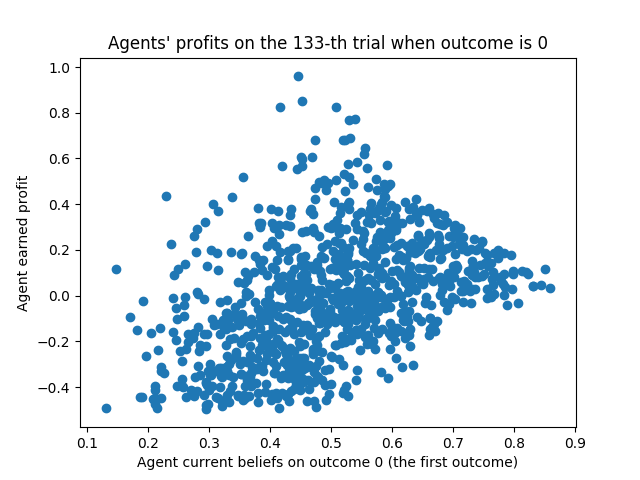 Agents' profits on the 133-th trial when outcome is 0
1.0
0.8
0.6
0.4
0.2
0.0
−0.2
−0.4
Agent earned profit
0.1 0.2 0.3 0.4 0.5 0.6 0.7 0.8 0.9
Agent current beliefs on outcome 0 (the first outcome)